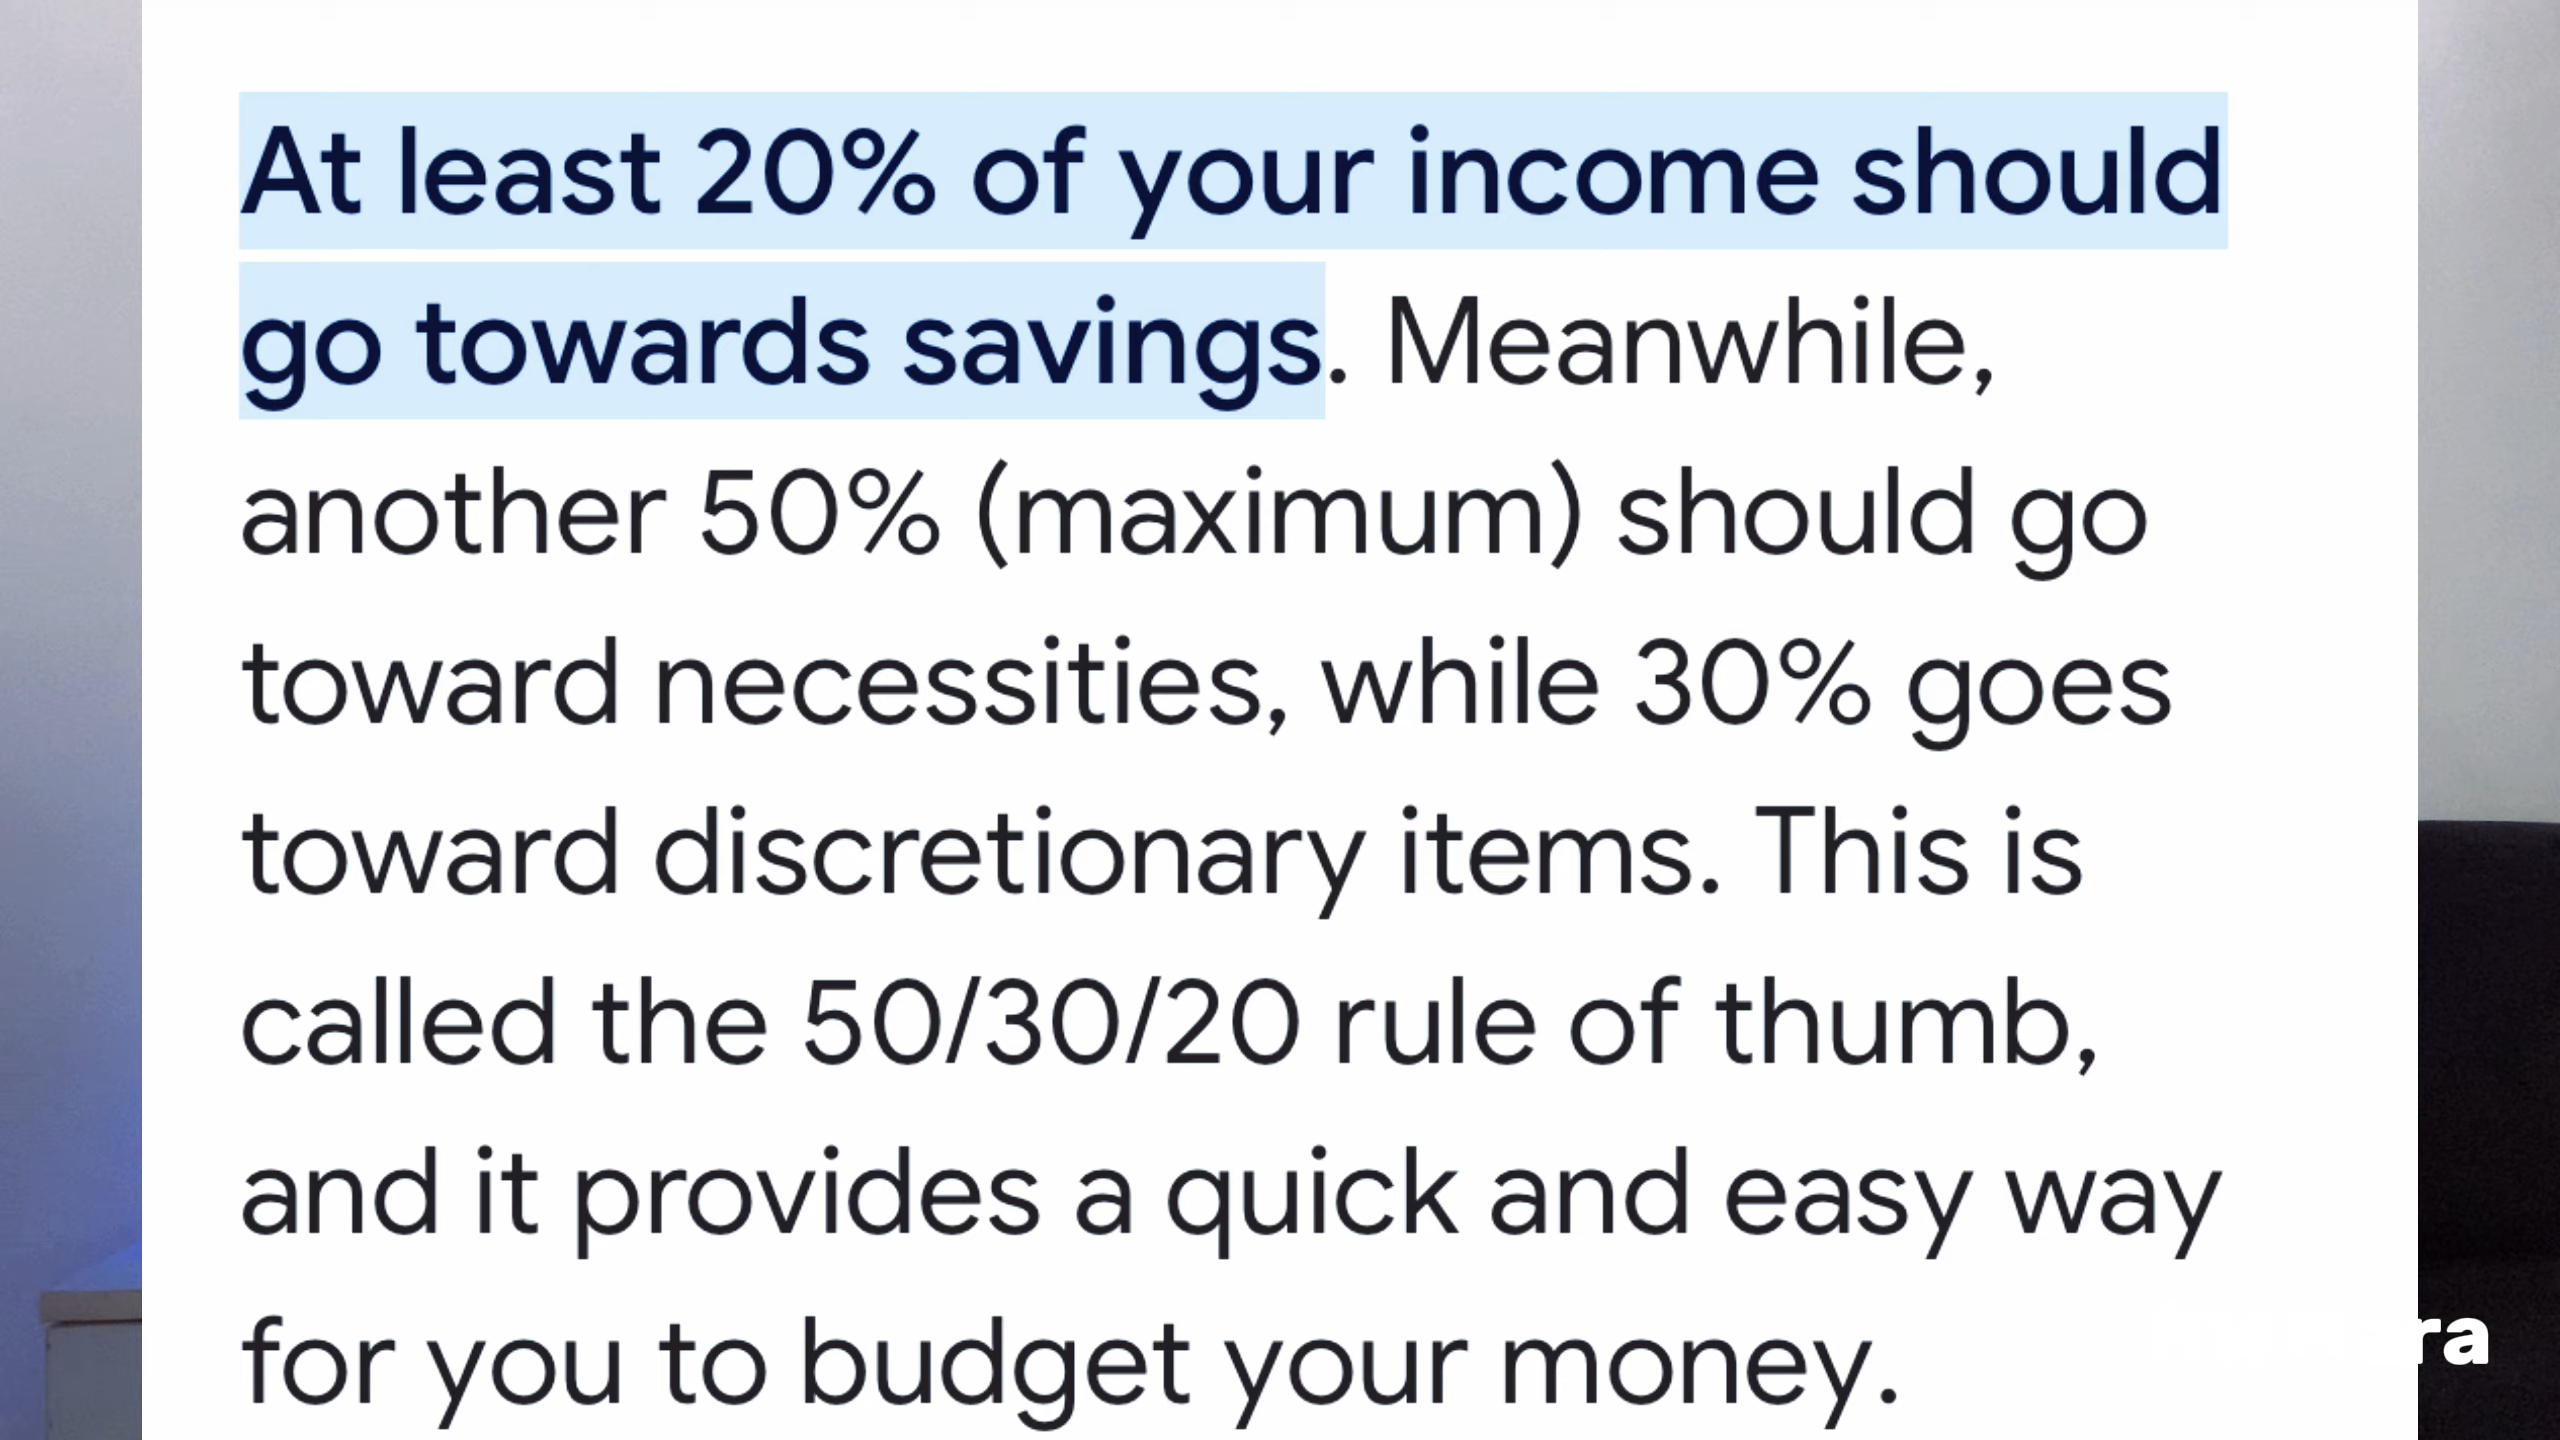 At least 20% of your income should
go towards savings. Meanwhile,
another 50% (maximum) should go
toward necessities, while 30% goes
toward discretionary items. This is
called the 50/30/20 rule of thumb,
and it provides a quick and easy way
for you to budget your money.